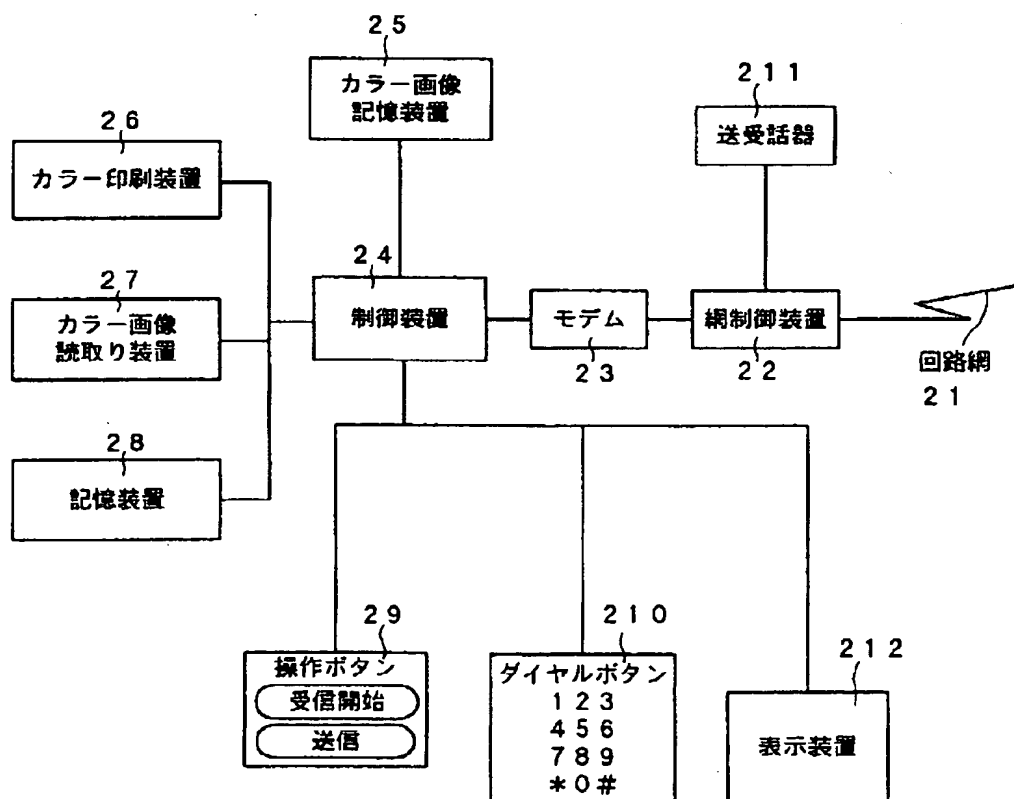 25
カラー画像
記憶装置
211
送受話器
26
カラー印刷装置
24
制御装置
モデム
23
網制御装置
22
回路網
21
27
カラー画像
読取り装置
28
記憶装置
29
操作ボタン
受信開始
送信
210
ダイヤルボタン
1 2 3
4 5 6
7 8 9
* 0 #
212
表示装置